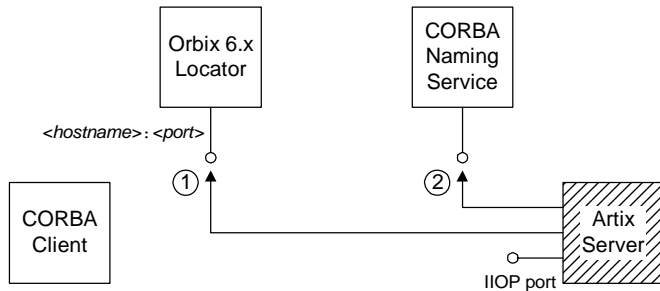 Orbix 6.x
Locator
CORBA
Naming
Service
<hostname>:<port>
1
2
CORBA
Client
Artix
Server
IIOP port